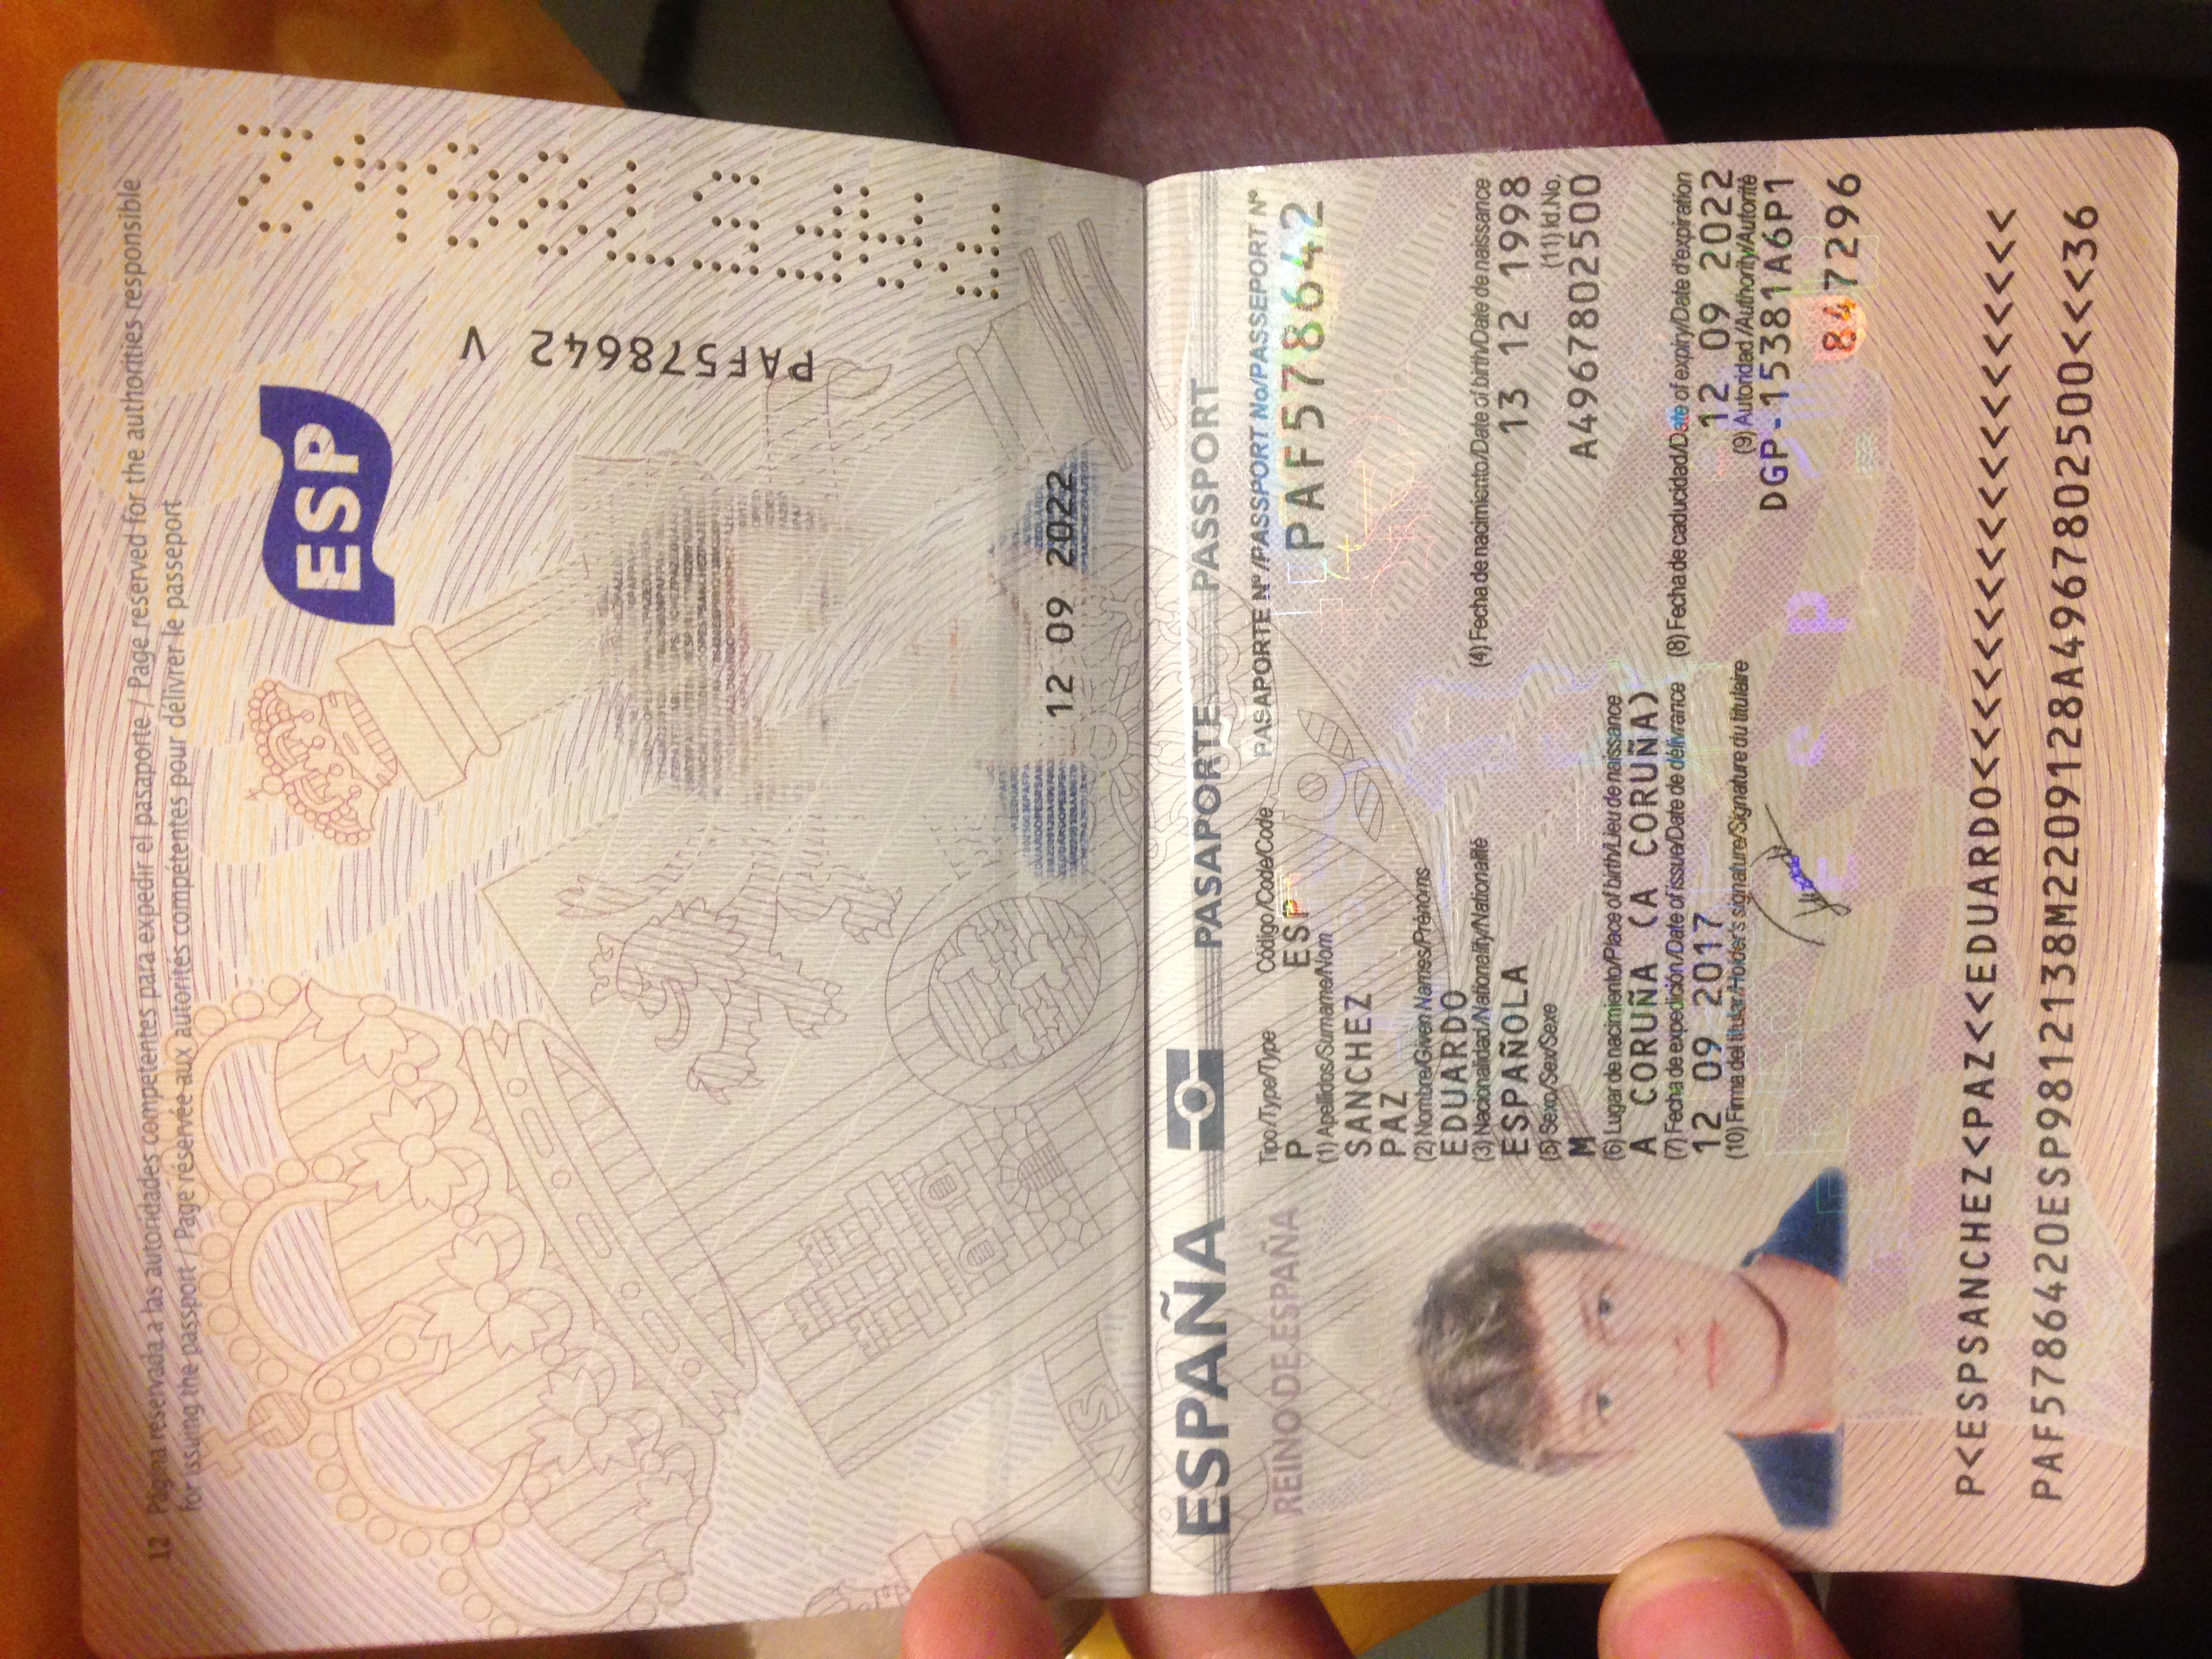 12 Página reservada a las autoridades competentes para expedir el pasaporte / Page reserved for the authorities responsible
for issuing the passport / Page réservée aux autorités compétentes pour délivrer le passeport
ESP
PAF578642 V
PAF578642
12 09 2022
ESPAÑA PASAPORTE PASSPORT
REINO DE ESPAÑA
Tipo/Type/Type Código/Code/Code PASAPORTE Nº/PASSPORT No/PASSEPORT Nº
P ESP PAF578642
(1) Apellidos/Surname/Nom
SANCHEZ
PAZ
(2) Nombre/Given Names/Prénoms
EDUARDO
(3) Nacionalidad/Nationality/Nationalité (4) Fecha de nacimiento/Date of birth/Date de naissance
ESPAÑOLA 13 12 1998
(5) Sexo/Sex/Sexe (11) Id.No.
M A4967802500
(6) Lugar de nacimiento/Place of birth/Lieu de naissance
A CORUÑA (A CORUÑA)
(7) Fecha de expedición/Date of issue/Date de délivrance (8) Fecha de caducidad/Date of expiry/Date d'expiration
12 09 2017 12 09 2022
(10) Firma del titular/Holder's signature/Signature du titulaire (9) Autoridad/Authority/Autorité
DGP-15381A6P1
E S P
847296
P<ESPSANCHEZ<PAZ<<EDUARDO<<<<<<<<<<<<<<<<<<<
PAF5786420ESP9812138M2209128A4967802500<<<36